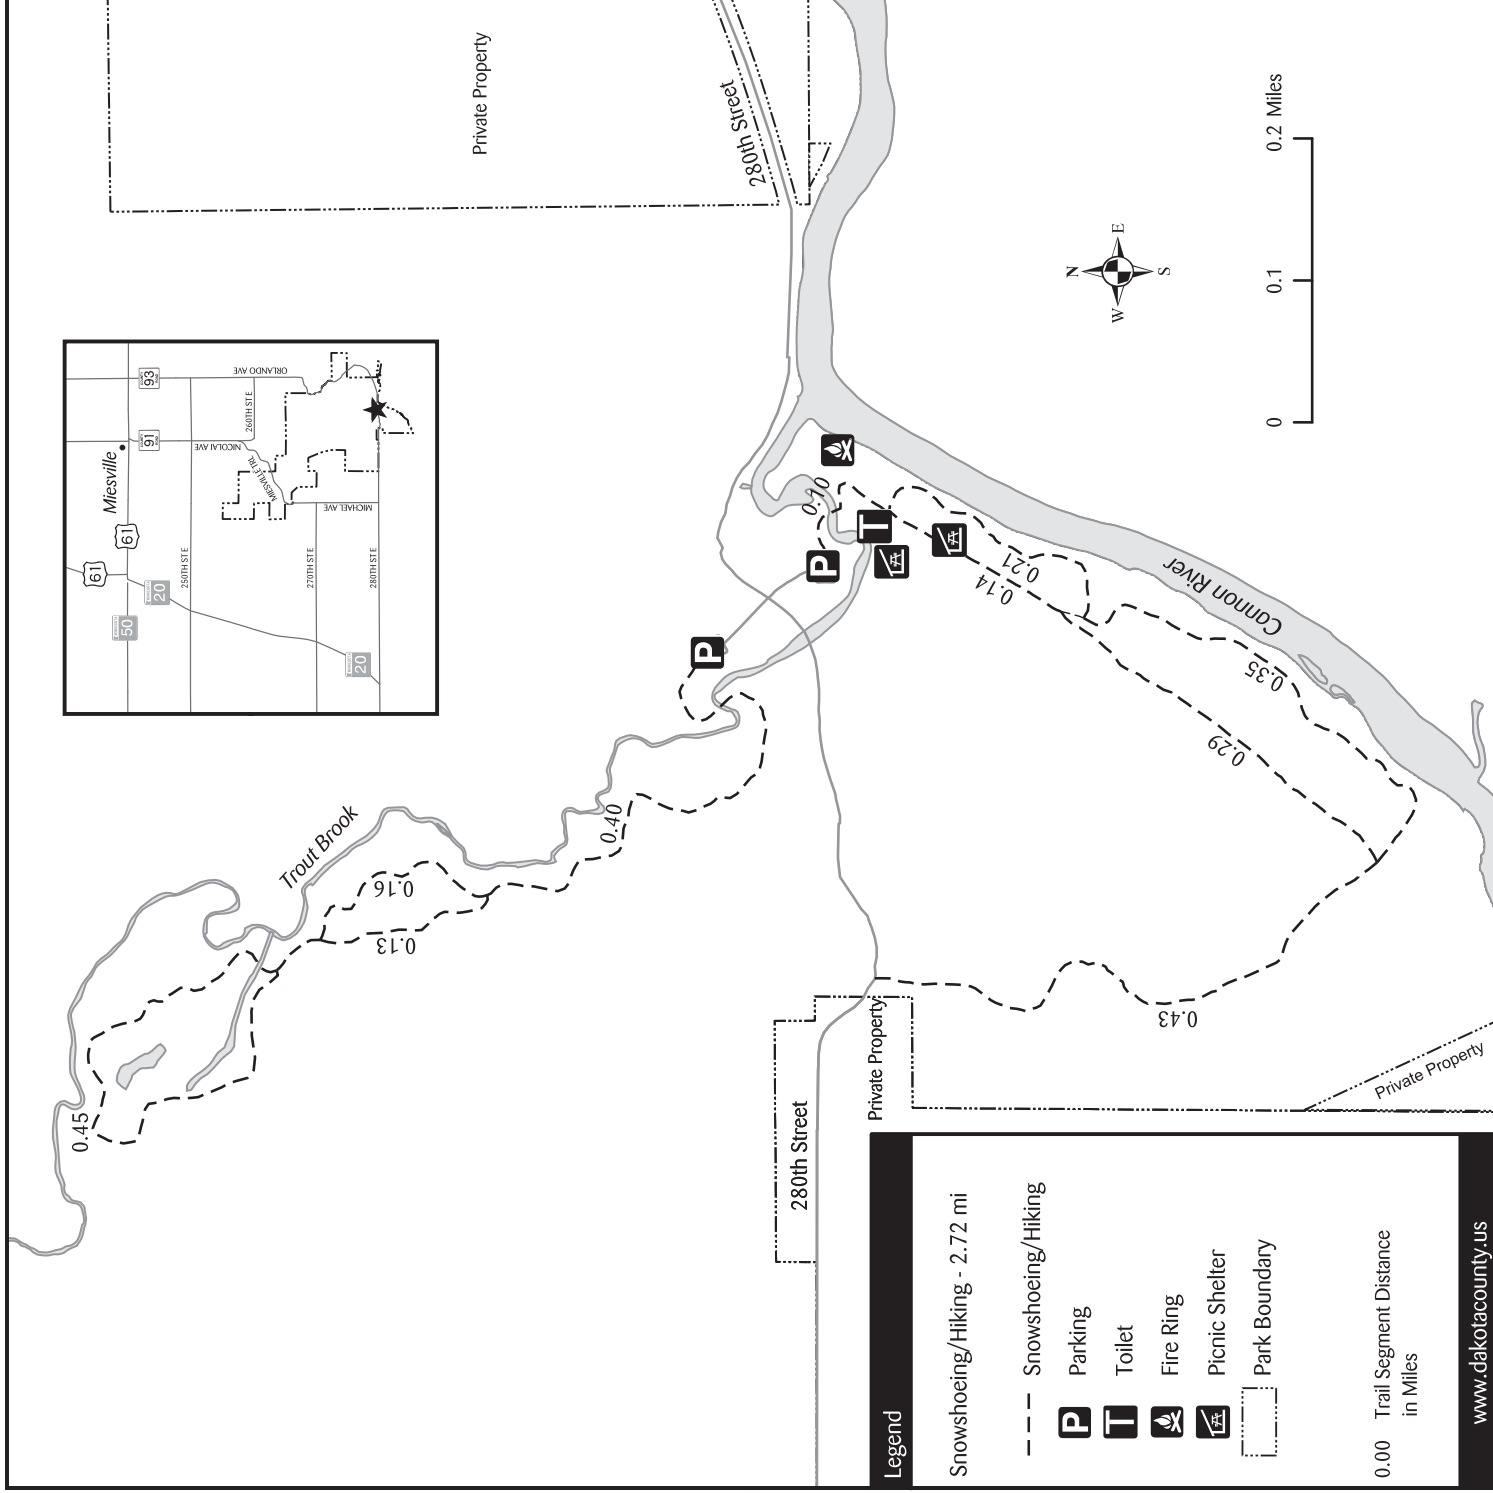 Private Property
280th Street
0.2 Miles
0.1
0
N
E
S
W
Miesville
61
61
50
20
20
91
93
250TH ST E
260TH ST E
270TH ST E
280TH ST E
ORLANDO AVE
NICOLAI AVE
MIESVILLE TRL
MICHAEL AVE
P
P
T
0.10
0.21
0.14
Cannon River
0.35
0.29
0.43
Trout Brook
0.40
0.16
0.13
0.45
280th Street
Private Property
Private Property
Legend
Snowshoeing/Hiking - 2.72 mi
Snowshoeing/Hiking
P Parking
T Toilet
Fire Ring
Picnic Shelter
Park Boundary
0.00 Trail Segment Distance
in Miles
www.dakotacounty.us